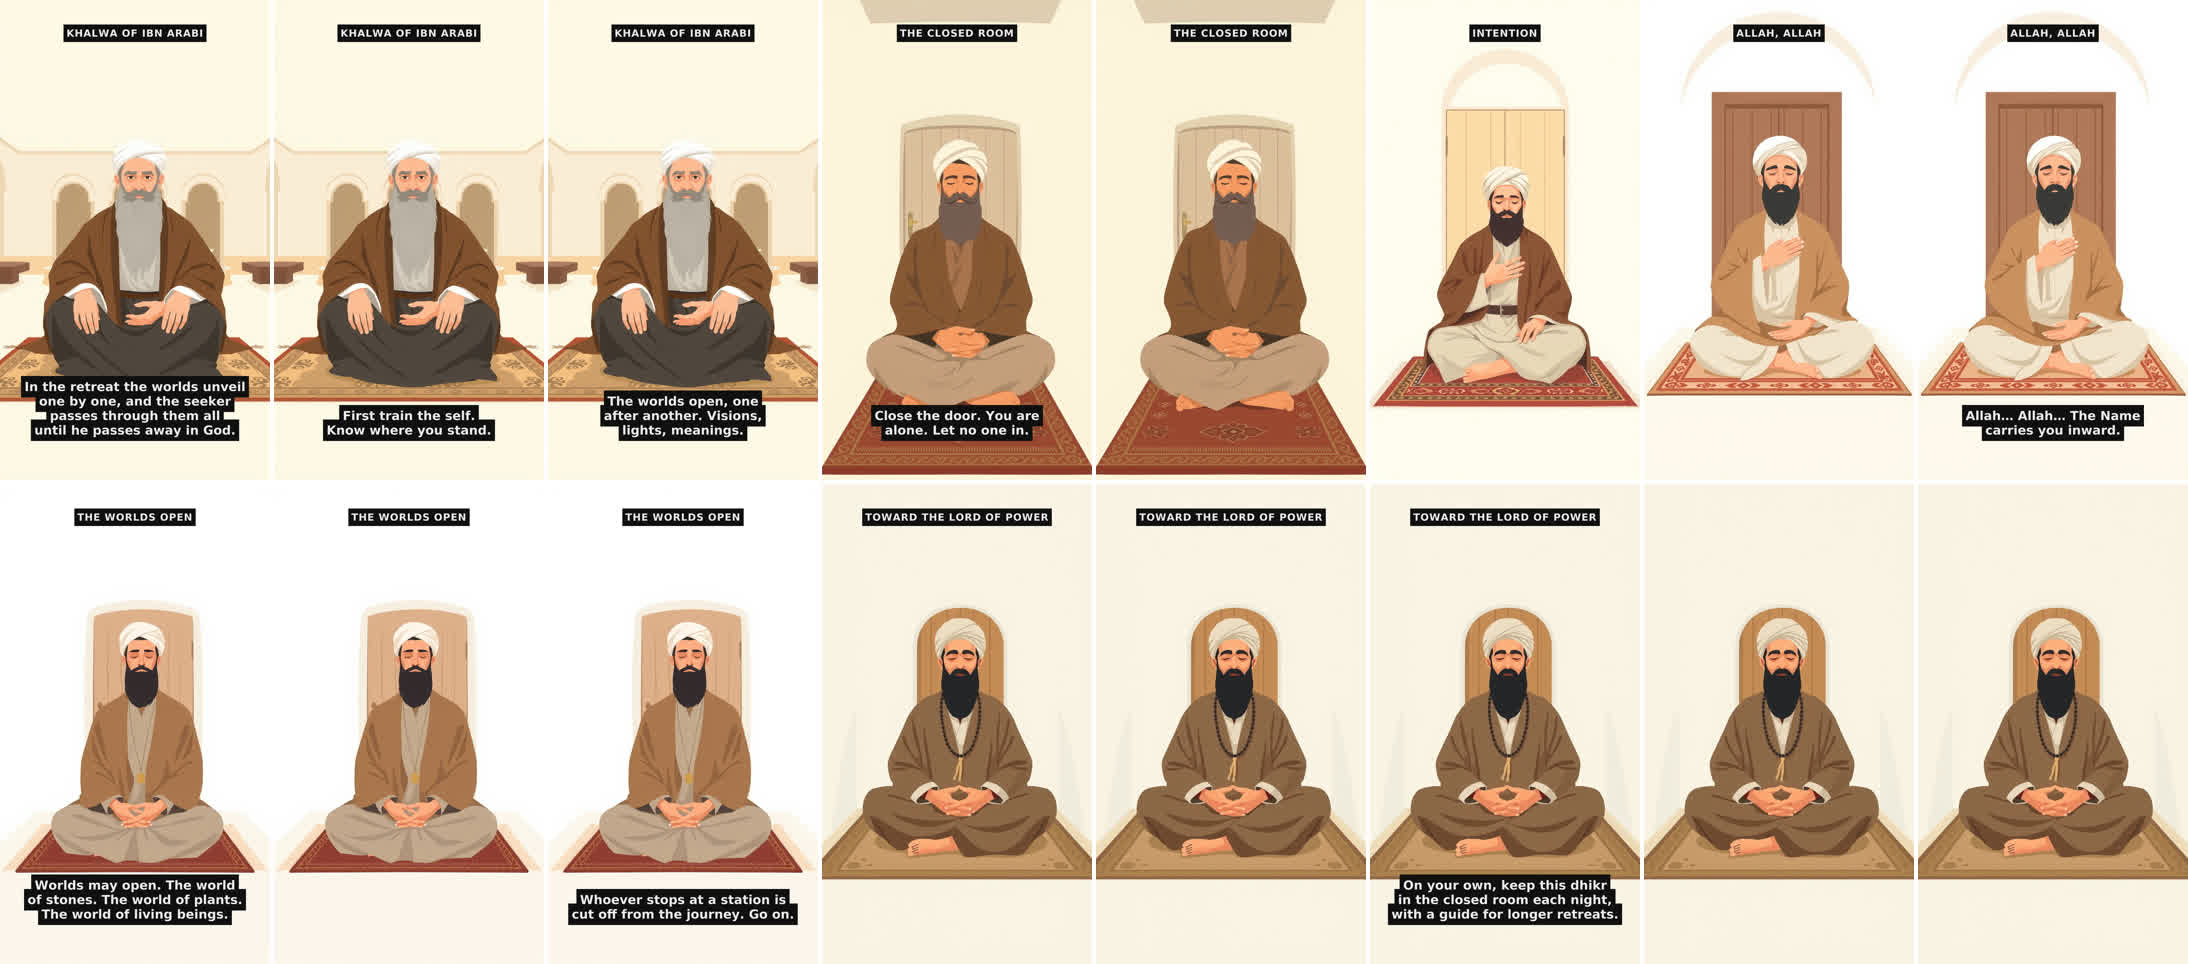 KHALWA OF IBN ARABI
In the retreat the worlds unveil
one by one, and the seeker
passes through them all
until he passes away in God.
KHALWA OF IBN ARABI
First train the self.
Know where you stand.
KHALWA OF IBN ARABI
The worlds open, one
after another. Visions,
lights, meanings.
THE CLOSED ROOM
Close the door. You are
alone. Let no one in.
THE CLOSED ROOM
INTENTION
ALLAH, ALLAH
ALLAH, ALLAH
Allah... Allah... The Name
carries you inward.
THE WORLDS OPEN
Worlds may open. The world
of stones. The world of plants.
The world of living beings.
THE WORLDS OPEN
THE WORLDS OPEN
Whoever stops at a station is
cut off from the journey. Go on.
TOWARD THE LORD OF POWER
TOWARD THE LORD OF POWER
TOWARD THE LORD OF POWER
On your own, keep this dhikr
in the closed room each night,
with a guide for longer retreats.